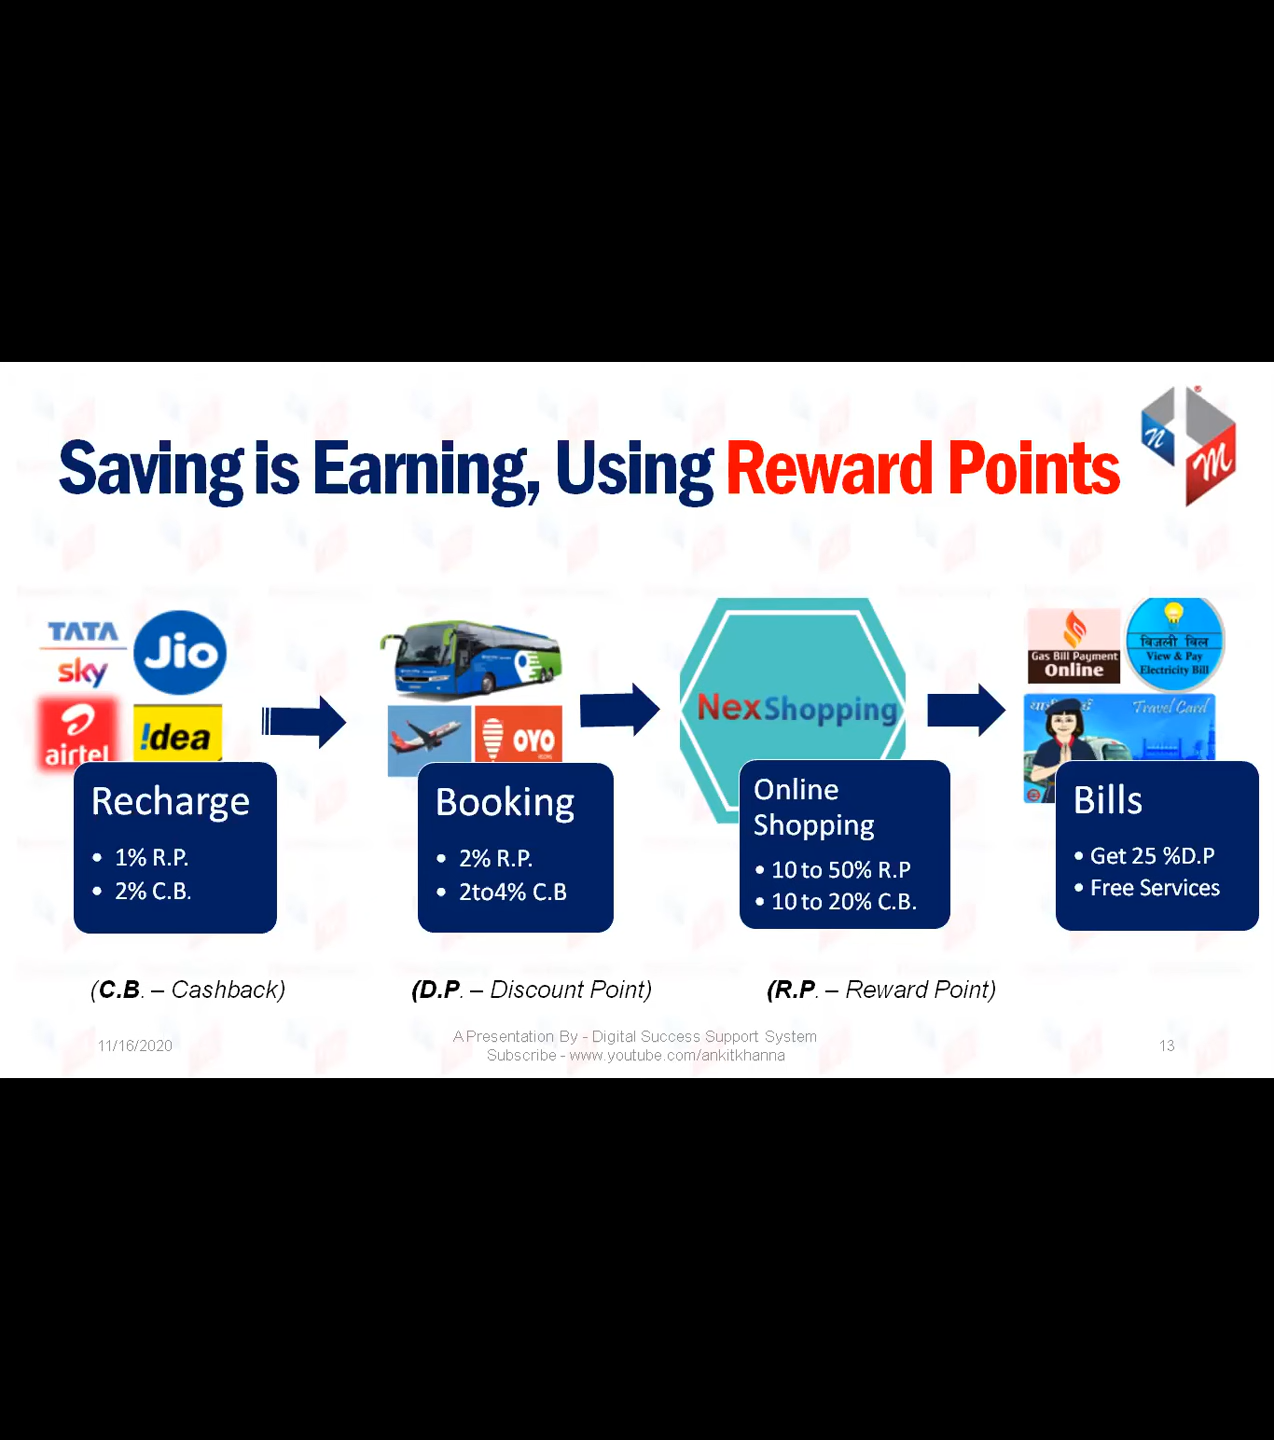 Saving is Earning, Using Reward Points
n
m
TATA
sky
Jio
airtel
!dea
OYO
NexShopping
Gas Bill Payment
Online
बिजली बिल
View & Pay
Electricity Bill
Travel Card
Recharge
• 1% R.P.
• 2% C.B.
Booking
• 2% R.P.
• 2to4% C.B
Online
Shopping
• 10 to 50% R.P
• 10 to 20% C.B.
Bills
• Get 25 %D.P
• Free Services
(C.B. – Cashback)
(D.P. – Discount Point)
(R.P. – Reward Point)
11/16/2020
A Presentation By - Digital Success Support System
Subscribe - www.youtube.com/ankitkhanna
13